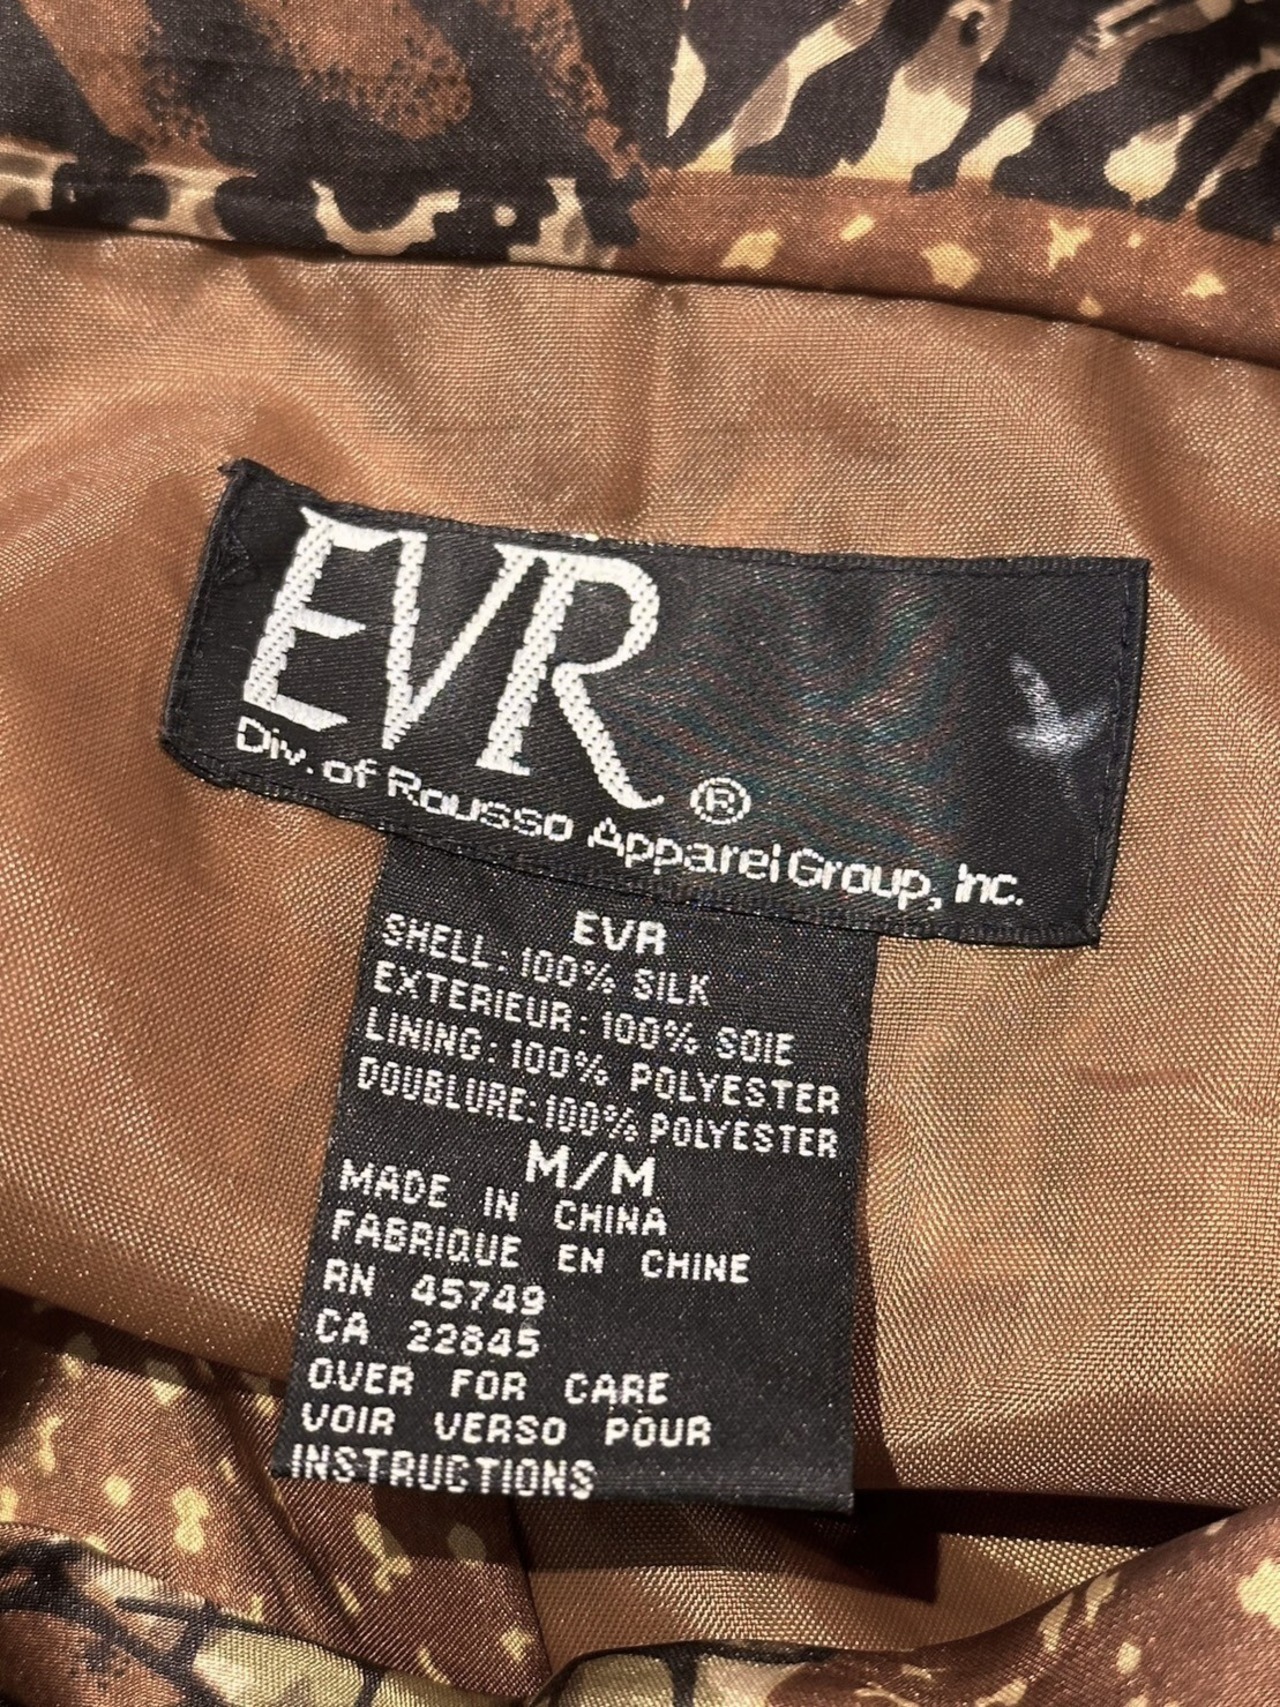 EVR ®
Div. of Rousso Apparel Group, Inc.
EVR
SHELL: 100% SILK
EXTERIEUR: 100% SOIE
LINING: 100% POLYESTER
DOUBLURE: 100% POLYESTER
M/M
MADE IN CHINA
FABRIQUE EN CHINE
RN 45749
CA 22845
OVER FOR CARE
VOIR VERSO POUR
INSTRUCTIONS